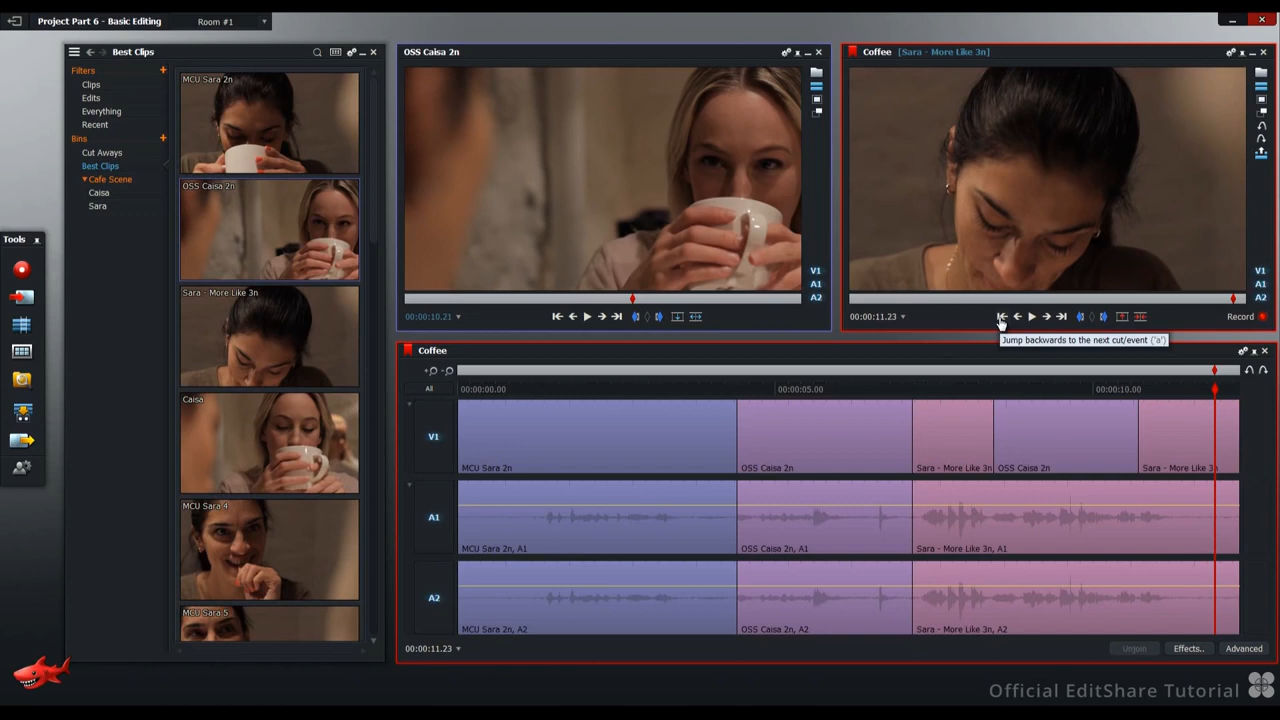 Project Part 6 - Basic Editing
Room #1
Best Clips
Filters
Clips
Edits
Everything
Recent
Bins
Cut Aways
Best Clips
Cafe Scene
Caisa
Sara
MCU Sara 2n
OSS Caisa 2n
Sara - More Like 3n
Caisa
MCU Sara 4
MCU Sara 5
Tools
OSS Caisa 2n
V1
A1
A2
00:00:10.21
Coffee [Sara - More Like 3n]
V1
A1
A2
00:00:11.23
Record
Jump backwards to the next cut/event ('a')
Coffee
All
00:00:00.00
00:00:05.00
00:00:10.00
V1
MCU Sara 2n
OSS Caisa 2n
Sara - More Like 3n
OSS Caisa 2n
Sara - More Like 3n
A1
MCU Sara 2n, A1
OSS Caisa 2n, A1
Sara - More Like 3n, A1
A2
MCU Sara 2n, A2
OSS Caisa 2n, A2
Sara - More Like 3n, A2
00:00:11.23
Unjoin
Effects..
Advanced
Official EditShare Tutorial